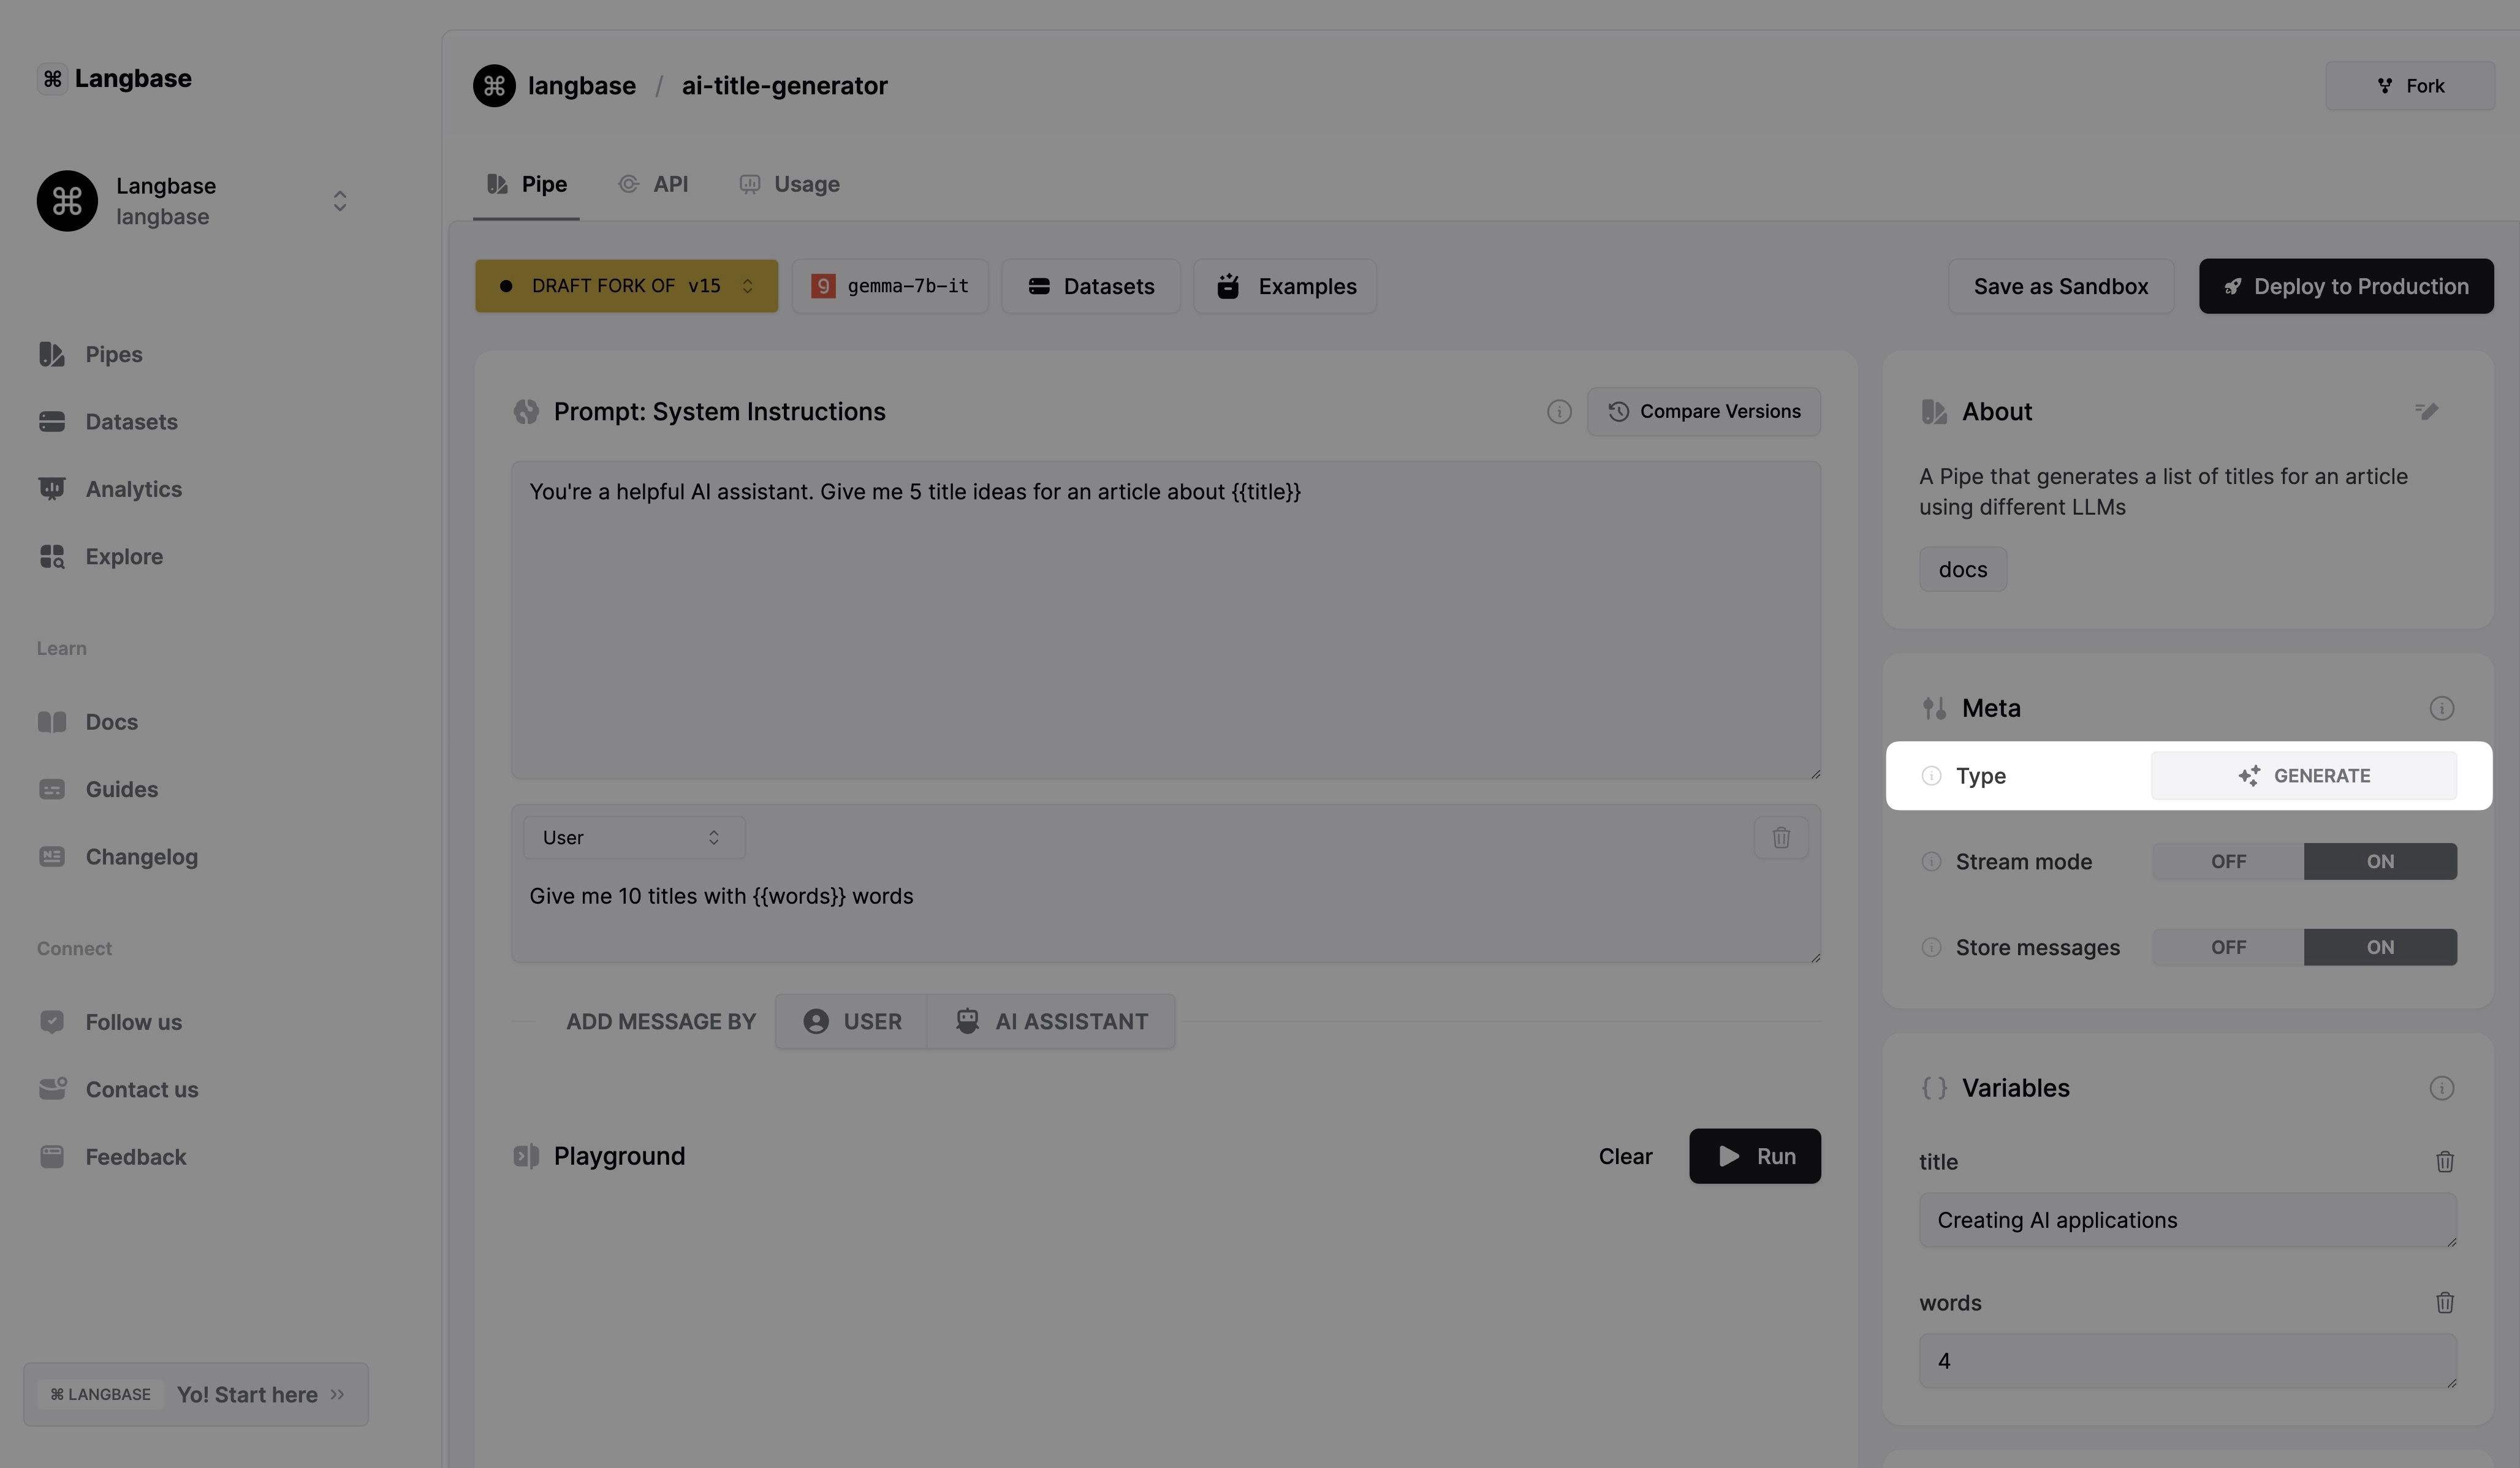 Langbase
Langbase
langbase
Pipes
Datasets
Analytics
Explore
Learn
Docs
Guides
Changelog
Connect
Follow us
Contact us
Feedback
LANGBASE Yo! Start here
langbase / ai-title-generator
Fork
Pipe API Usage
DRAFT FORK OF v15 g gemma-7b-it Datasets Examples
Save as Sandbox Deploy to Production
Prompt: System Instructions
Compare Versions
You're a helpful AI assistant. Give me 5 title ideas for an article about {{title}}
User
Give me 10 titles with {{words}} words
ADD MESSAGE BY USER AI ASSISTANT
Playground
Clear Run
About
A Pipe that generates a list of titles for an article
using different LLMs
docs
Meta
Type GENERATE
Stream mode OFF ON
Store messages OFF ON
{ } Variables
title
Creating AI applications
words
4